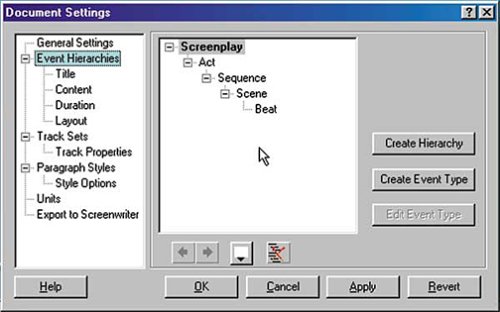 Document Settings
General Settings
Event Hierarchies
Title
Content
Duration
Layout
Track Sets
Track Properties
Paragraph Styles
Style Options
Units
Export to Screenwriter
Screenplay
Act
Sequence
Scene
Beat
Create Hierarchy
Create Event Type
Edit Event Type
Help
OK
Cancel
Apply
Revert